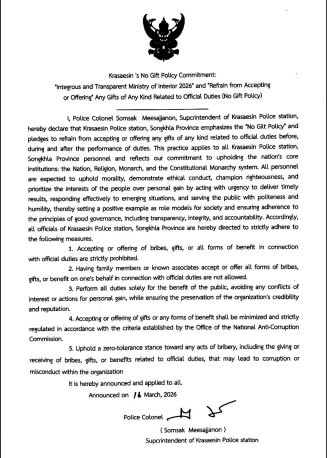 Krasaesin 's No Gift Policy Commitment:
"Integrous and Transparent Ministry of Interior 2026" and "Refrain from Accepting
or Offering" Any Gifts of Any Kind Related to Official Duties (No Gift Policy)
I, Police Colonel Somsak Meesajjanon, Superintendent of Krasaesin Police station,
hereby declare that Krasaesin Police station, Songkhla Province emphasizes the "No Gift Policy" and
pledges to refrain from accepting or offering any gifts of any kind related to official duties before,
during and after the performance of duties. This practice applies to all Krasaesin Police station,
Songkhla Province personnel and reflects our commitment to upholding the nation's core
institutions: the Nation, Religion, Monarch, and the Constitutional Monarchy system. All personnel
are expected to uphold morality, demonstrate ethical conduct, champion righteousness, and
prioritize the interests of the people over personal gain by acting with urgency to deliver timely
results, responding effectively to emerging situations, and serving the public with politeness and
humility, thereby setting a positive example as role models for society and ensuring adherence to
the principles of good governance, including transparency, integrity, and accountability. Accordingly,
all officials of Krasaesin Police station, Songkhla Province are hereby directed to strictly adhere to
the following measures.
1. Accepting or offering of bribes, gifts, or all forms of benefit in connection
with official duties are strictly prohibited.
2. Having family members or known associates accept or offer all forms of bribes,
gifts, or benefit on one's behalf in connection with official duties are not allowed.
3. Perform all duties solely for the benefit of the public, avoiding any conflicts of
interest or actions for personal gain, while ensuring the preservation of the organization's credibility
and reputation.
4. Accepting or offering of gifts or any forms of benefit shall be minimized and strictly
regulated in accordance with the criteria established by the Office of the National Anti-Corruption
Commission.
5. Uphold a zero-tolerance stance toward any acts of bribery, including the giving or
receiving of bribes, gifts, or benefits related to official duties, that may lead to corruption or
misconduct within the organization
It is hereby announced and applied to all.
Announced on 16 March, 2026
Police Colonel
( Somsak Meesajjanon )
Superintendent of Krasaesin Police station